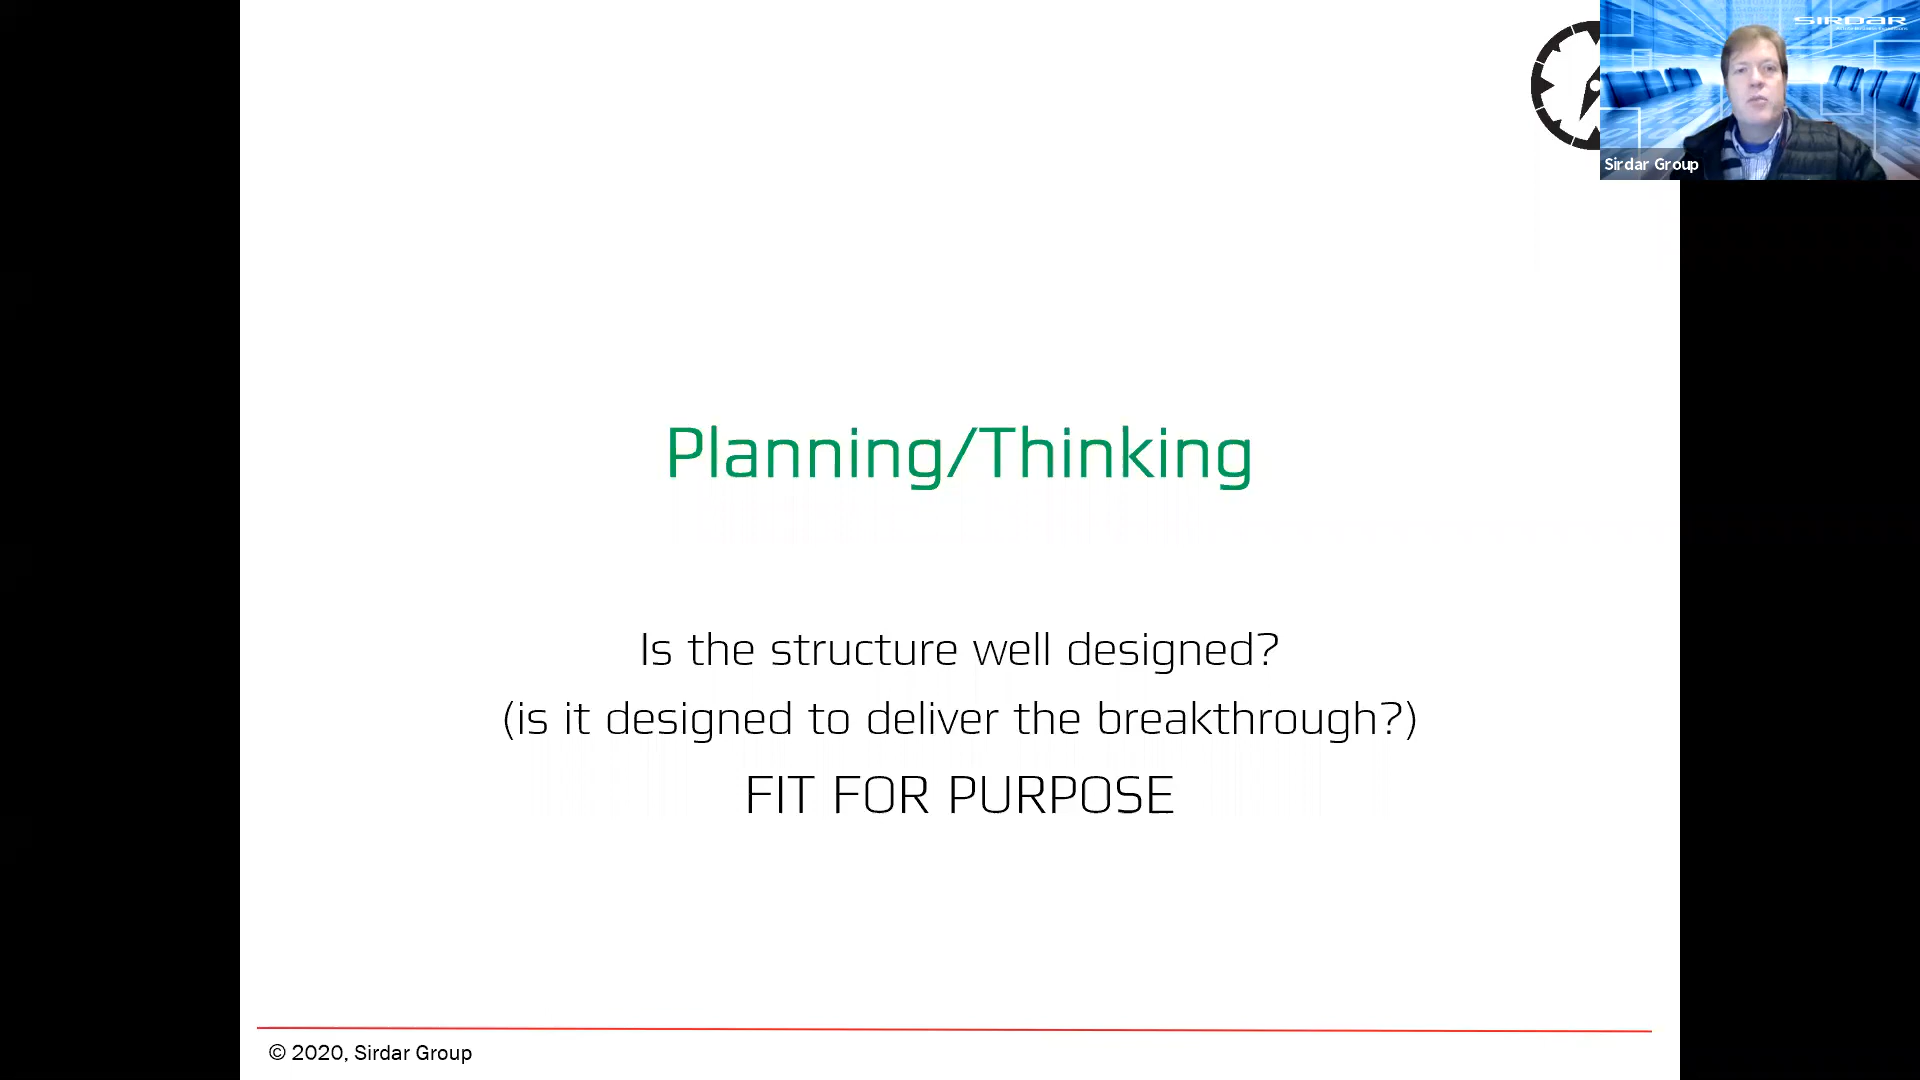 SIRDAR
Sirdar Group
Planning/Thinking
Is the structure well designed?
(is it designed to deliver the breakthrough?)
FIT FOR PURPOSE
© 2020, Sirdar Group